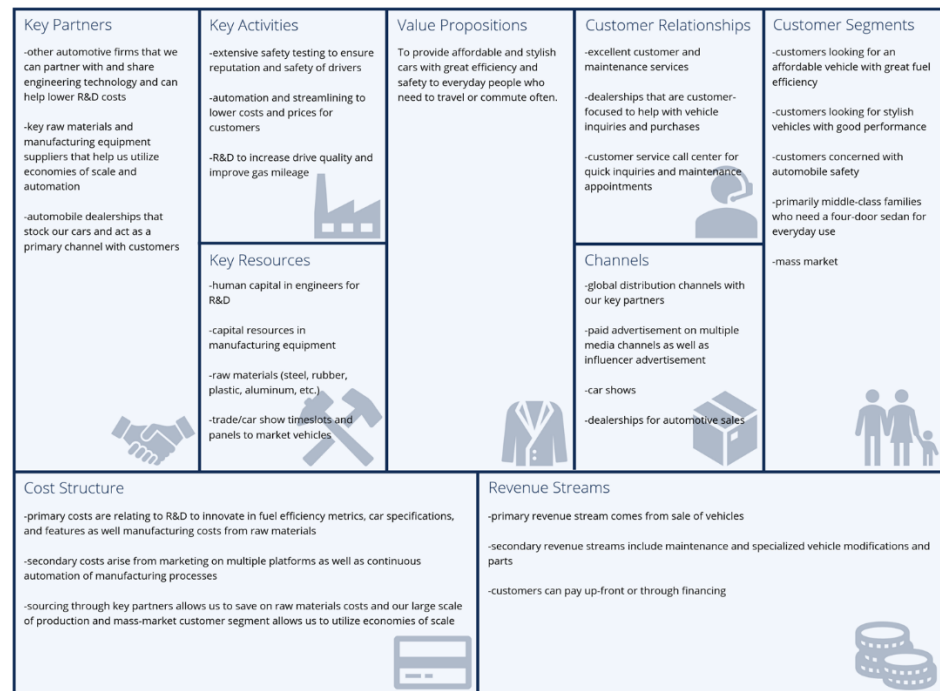 Key Partners
-other automotive firms that we
can partner with and share
engineering technology and can
help lower R&D costs
-key raw materials and
manufacturing equipment
suppliers that help us utilize
economies of scale and
automation
-automobile dealerships that
stock our cars and act as a
primary channel with customers
Key Activities
-extensive safety testing to ensure
reputation and safety of drivers
-automation and streamlining to
lower costs and prices for
customers
-R&D to increase drive quality and
improve gas mileage
Key Resources
-human capital in engineers for
R&D
-capital resources in
manufacturing equipment
-raw materials (steel, rubber,
plastic, aluminum, etc.)
-trade/car show timeslots and
panels to market vehicles
Value Propositions
To provide affordable and stylish
cars with great efficiency and
safety to everyday people who
need to travel or commute often.
Customer Relationships
-excellent customer and
maintenance services
-dealerships that are customer-
focused to help with vehicle
inquiries and purchases
-customer service call center for
quick inquiries and maintenance
appointments
Channels
-global distribution channels with
our key partners
-paid advertisement on multiple
media channels as well as
influencer advertisement
-car shows
-dealerships for automotive sales
Customer Segments
-customers looking for an
affordable vehicle with great fuel
efficiency
-customers looking for stylish
vehicles with good performance
-customers concerned with
automobile safety
-primarily middle-class families
who need a four-door sedan for
everyday use
-mass market
Cost Structure
-primary costs are relating to R&D to innovate in fuel efficiency metrics, car specifications,
and features as well manufacturing costs from raw materials
-secondary costs arise from marketing on multiple platforms as well as continuous
automation of manufacturing processes
-sourcing through key partners allows us to save on raw materials costs and our large scale
of production and mass-market customer segment allows us to utilize economies of scale
Revenue Streams
-primary revenue stream comes from sale of vehicles
-secondary revenue streams include maintenance and specialized vehicle modifications and
parts
-customers can pay up-front or through financing